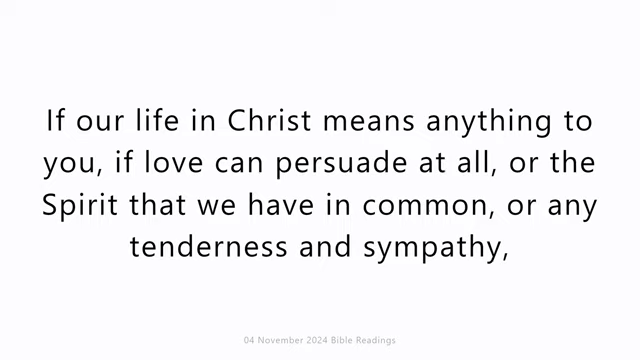 If our life in Christ means anything to
you, if love can persuade at all, or the
Spirit that we have in common, or any
tenderness and sympathy,
04 November 2024 Bible Readings